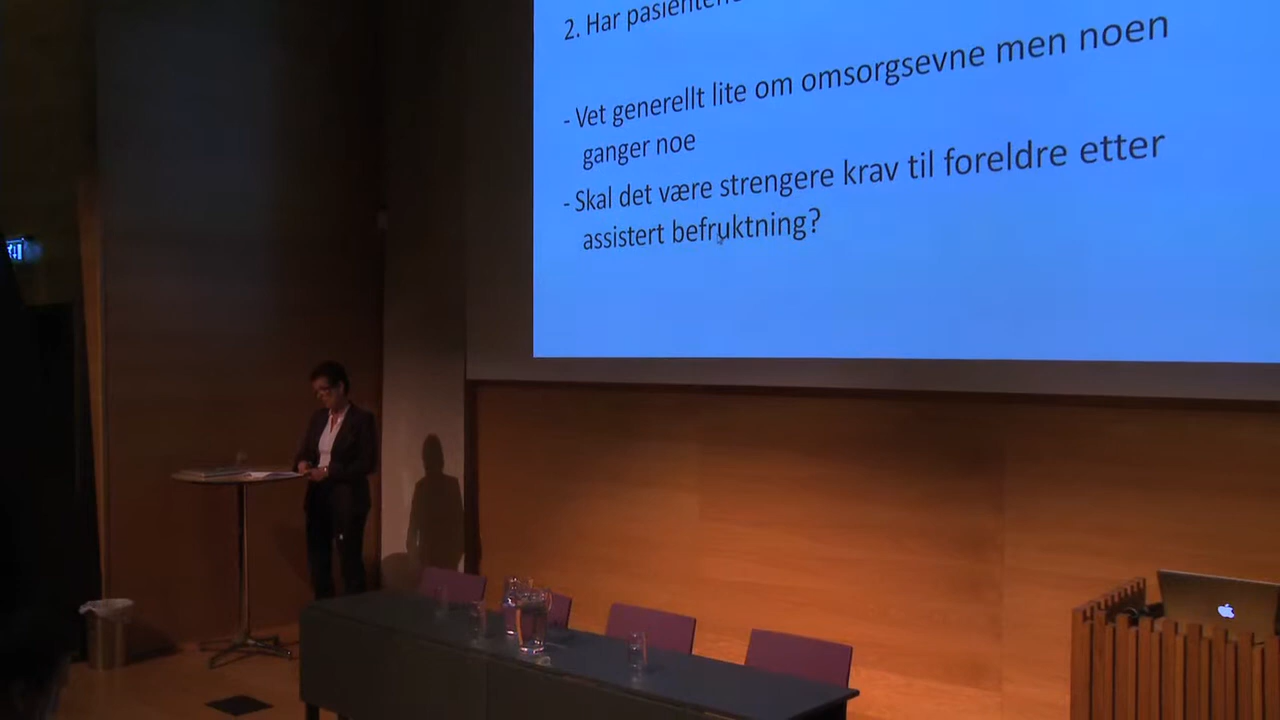 2. Har pasientene
- Vet generellt lite om omsorgsevne men noen
ganger noe
- Skal det være strengere krav til foreldre etter
assistert befruktning?